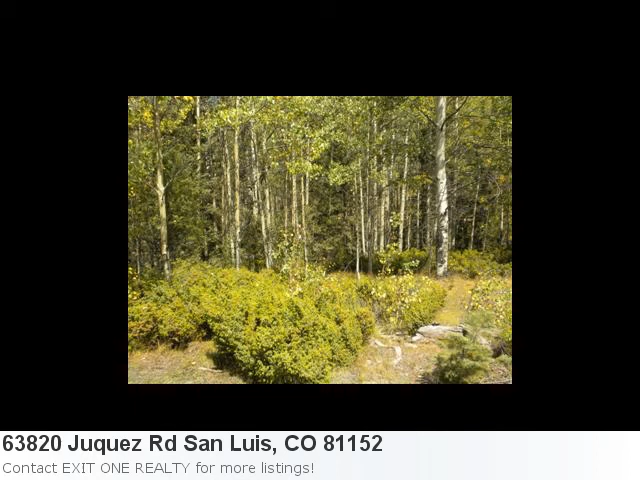 63820 Juquez Rd San Luis, CO 81152
Contact EXIT ONE REALTY for more listings!